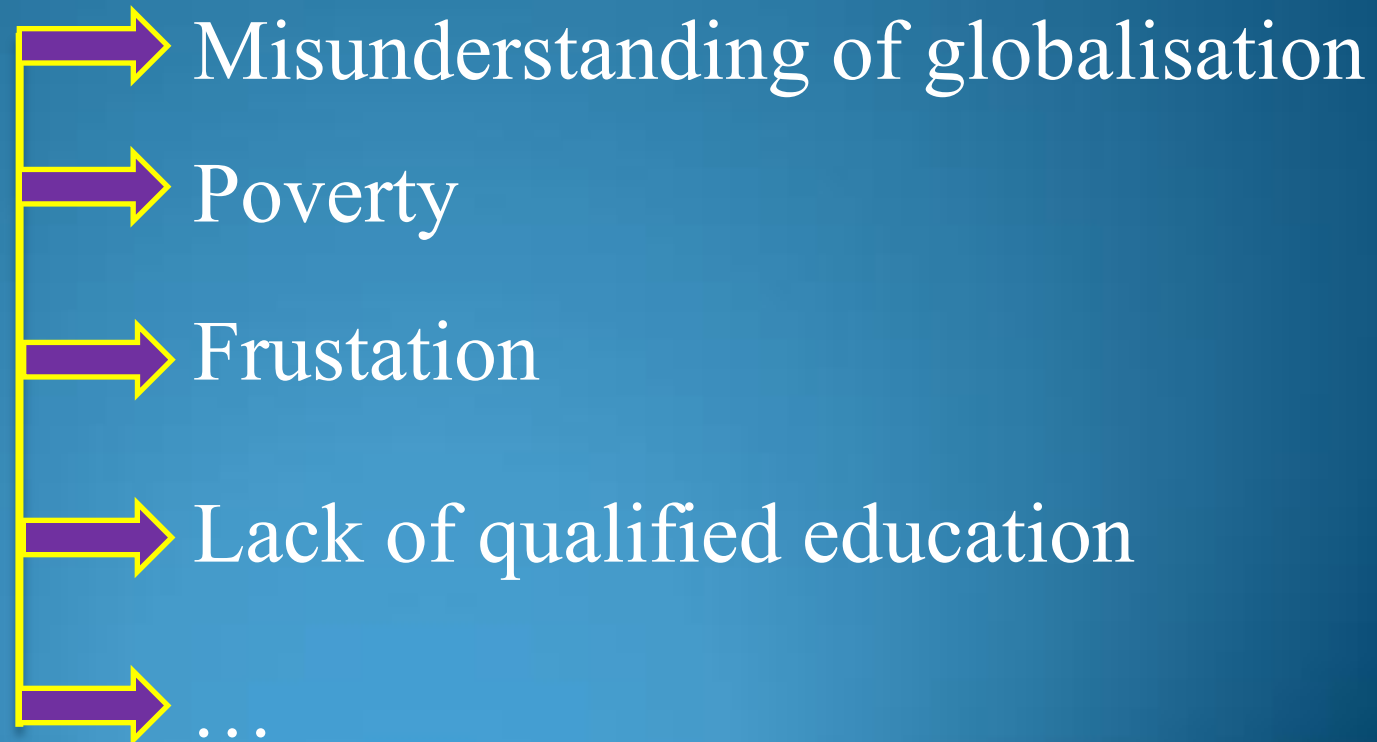 Misunderstanding of globalisation
Poverty
Frustation
Lack of qualified education
…